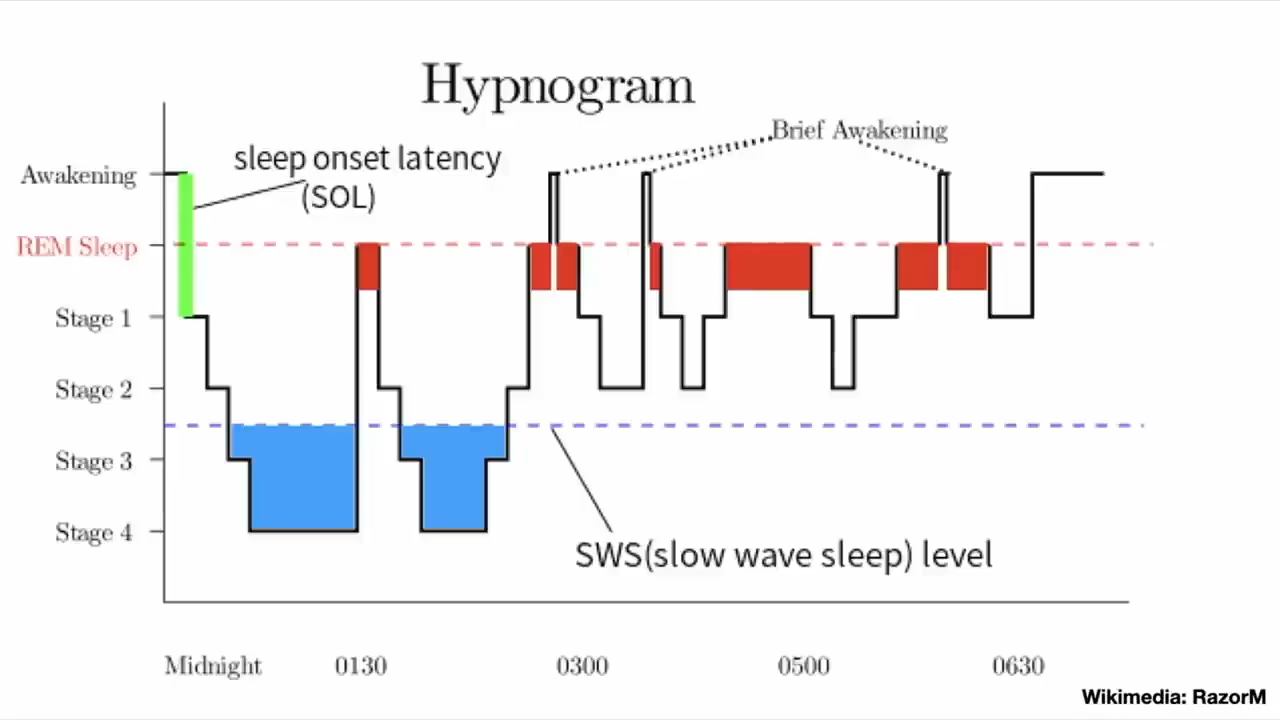 Hypnogram
Brief Awakening
sleep onset latency
(SOL)
Awakening
REM Sleep
Stage 1
Stage 2
Stage 3
Stage 4
SWS(slow wave sleep) level
Midnight 0130 0300 0500 0630
Wikimedia: RazorM